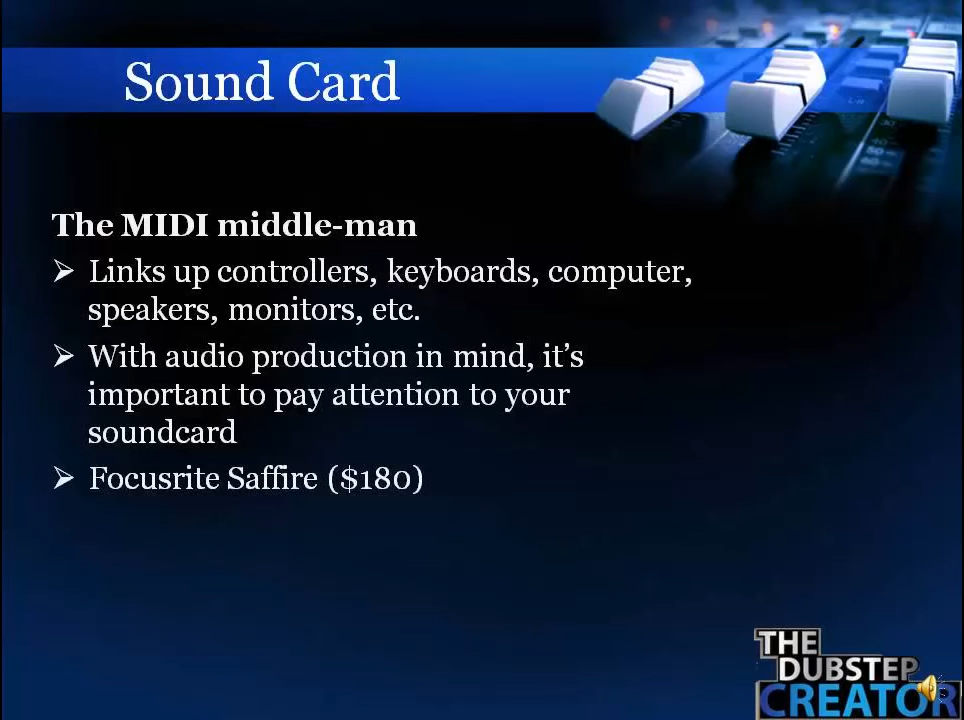 Sound Card
The MIDI middle-man
Links up controllers, keyboards, computer,
speakers, monitors, etc.
With audio production in mind, it’s
important to pay attention to your
soundcard
Focusrite Saffire ($180)
THE
DUBSTEP
CREATOR